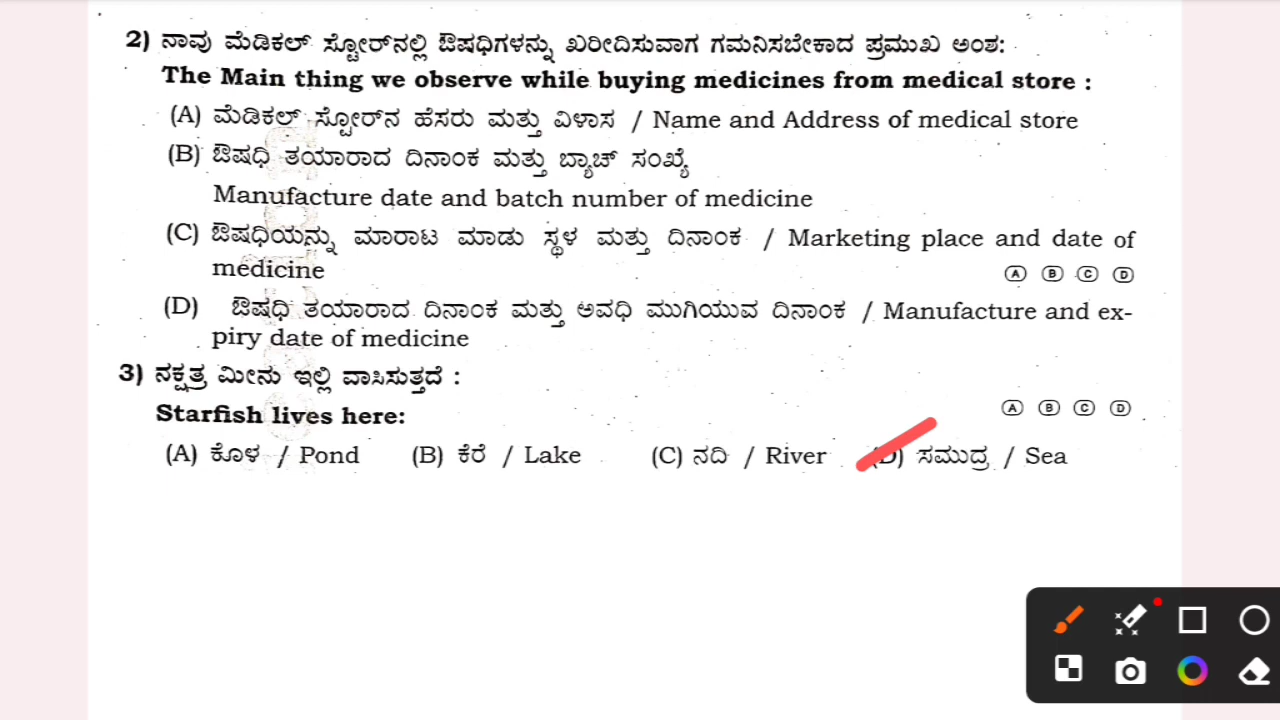 2) ನಾವು ಮೆಡಿಕಲ್ ಸ್ಟೋರ್‌ನಲ್ಲಿ ಔಷಧಿಗಳನ್ನು ಖರೀದಿಸುವಾಗ ಗಮನಿಸಬೇಕಾದ ಪ್ರಮುಖ ಅಂಶ:
The Main thing we observe while buying medicines from medical store :
(A) ಮೆಡಿಕಲ್ ಸ್ಟೋರ್‌ನ ಹೆಸರು ಮತ್ತು ವಿಳಾಸ / Name and Address of medical store
(B) ಔಷಧಿ ತಯಾರಾದ ದಿನಾಂಕ ಮತ್ತು ಬ್ಯಾಚ್ ಸಂಖ್ಯೆ
Manufacture date and batch number of medicine
(C) ಔಷಧಿಯನ್ನು ಮಾರಾಟ ಮಾಡು ಸ್ಥಳ ಮತ್ತು ದಿನಾಂಕ / Marketing place and date of
medicine A B C D
(D) ಔಷಧಿ ತಯಾರಾದ ದಿನಾಂಕ ಮತ್ತು ಅವಧಿ ಮುಗಿಯುವ ದಿನಾಂಕ / Manufacture and ex-
piry date of medicine
3) ನಕ್ಷತ್ರ ಮೀನು ಇಲ್ಲಿ ವಾಸಿಸುತ್ತದೆ :
Starfish lives here: A B C D
(A) ಕೊಳ / Pond (B) ಕೆರೆ / Lake (C) ನದಿ / River (D) ಸಮುದ್ರ / Sea